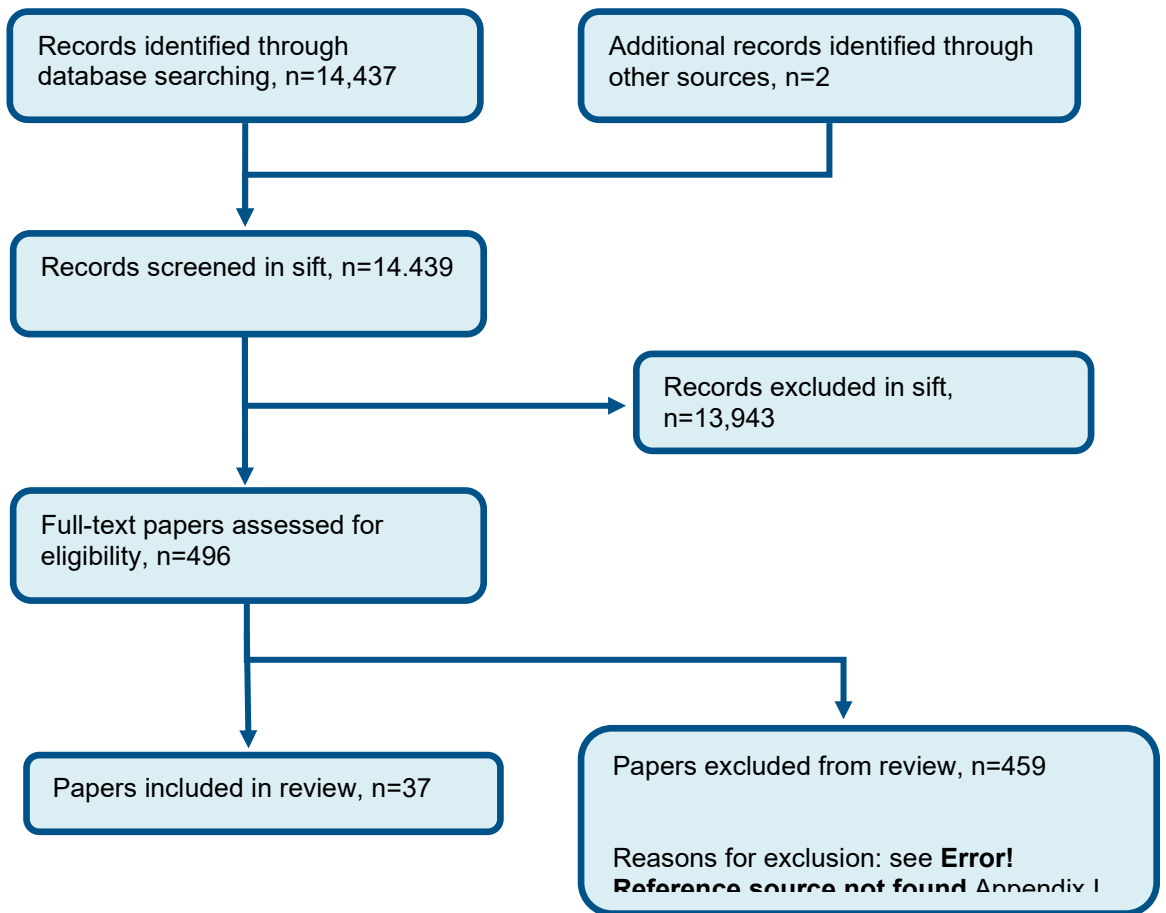 Records identified through
database searching, n=14,437
Additional records identified through
other sources, n=2
Records screened in sift, n=14.439
Records excluded in sift,
n=13,943
Full-text papers assessed for
eligibility, n=496
Papers included in review, n=37
Papers excluded from review, n=459
Reasons for exclusion: see Error!
Reference source not found Appendix I